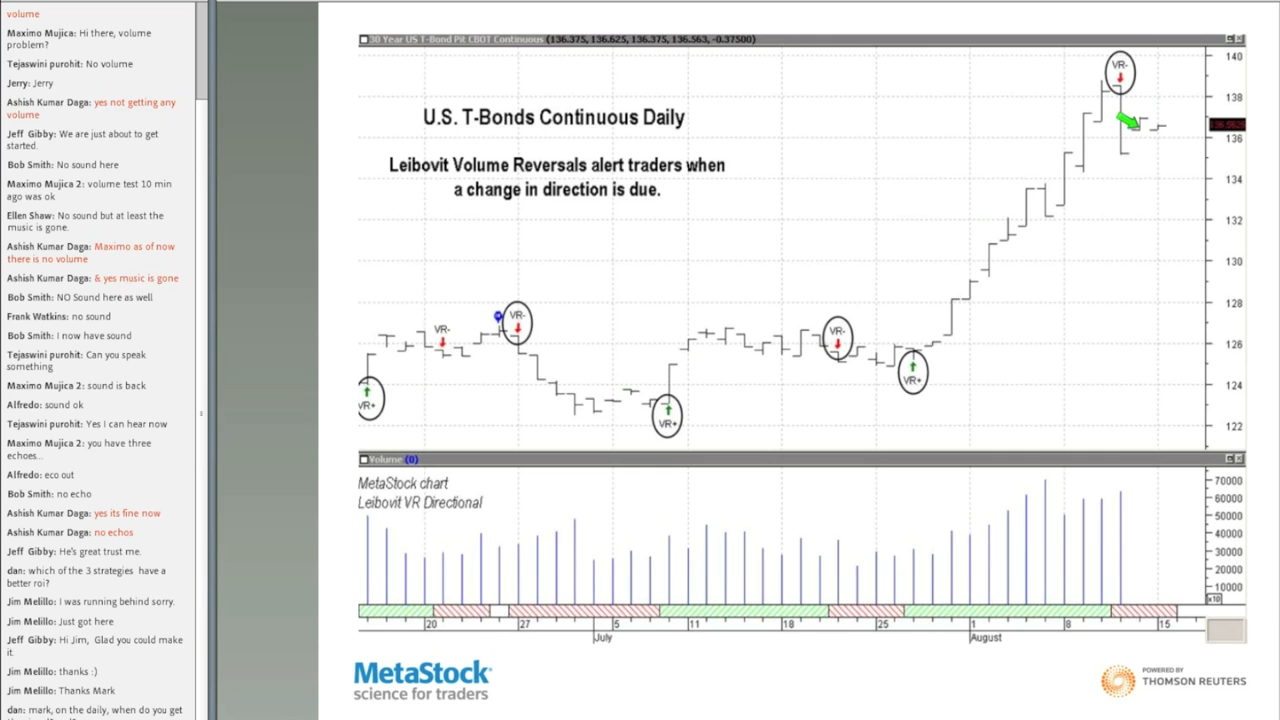 volume
Maximo Mujica: Hi there, volume
problem?
Tejaswini purohit: No volume
Jerry: Jerry
Ashish Kumar Daga: yes not getting any
volume
Jeff Gibby: We are just about to get
started.
Bob Smith: No sound here
Maximo Mujica 2: volume test 10 min
ago was ok
Ellen Shaw: No sound but at least the
music is gone.
Ashish Kumar Daga: Maximo as of now
there is no volume
Ashish Kumar Daga: & yes music is gone
Bob Smith: NO Sound here as well
Frank Watkins: no sound
Bob Smith: I now have sound
Tejaswini purohit: Can you speak
something
Maximo Mujica 2: sound is back
Alfredo: sound ok
Tejaswini purohit: Yes I can hear now
Maximo Mujica 2: you have three
echoes...
Alfredo: eco out
Bob Smith: no echo
Ashish Kumar Daga: yes its fine now
Ashish Kumar Daga: no echos
Jeff Gibby: He's great trust me.
dan: which of the 3 strategies have a
better roi?
Jim Melillo: I was running behind sorry.
Jim Melillo: Just got here
Jeff Gibby: Hi Jim, Glad you could make
it.
Jim Melillo: thanks :)
Jim Melillo: Thanks Mark
dan: mark, on the daily, when do you get
30 Year US T-Bond Pit CBOT Continuous (136.375, 136.625, 136.375, 136.563, -0.37500)
U.S. T-Bonds Continuous Daily
Leibovit Volume Reversals alert traders when
a change in direction is due.
VR-
VR-
VR-
VR-
VR+
VR+
VR+
140
138
136
134
132
130
128
126
124
122
Volume (0)
MetaStock chart
Leibovit VR Directional
70000
60000
50000
40000
30000
20000
10000
x10
20 27 5 11 18 25 1 8 15
July August
MetaStock®
science for traders
POWERED BY
THOMSON REUTERS